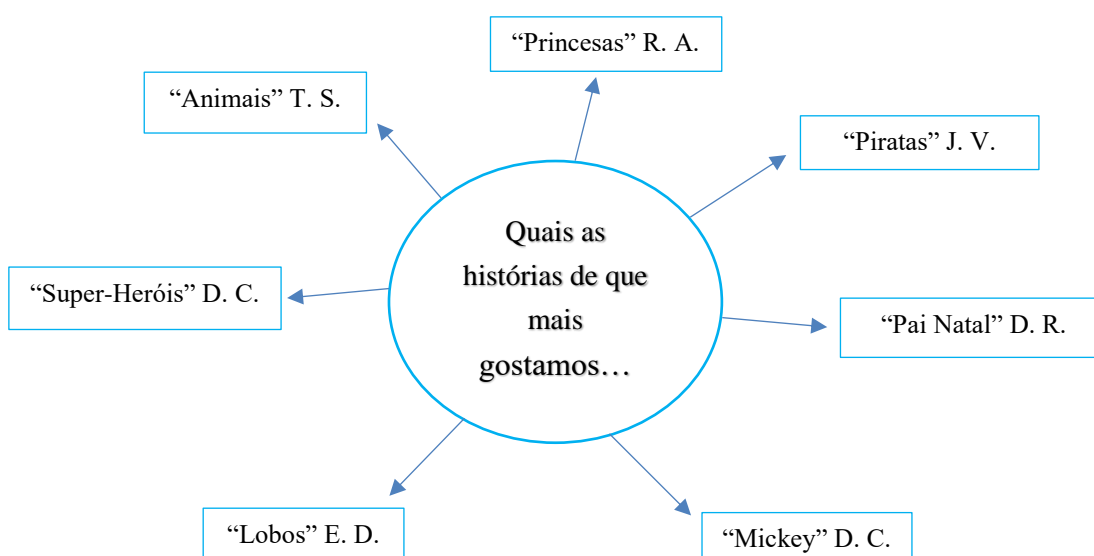 “Princesas” R. A.
“Animais” T. S.
“Piratas” J. V.
Quais as
histórias de que
mais
gostamos…
“Super-Heróis” D. C.
“Pai Natal” D. R.
“Lobos” E. D.
“Mickey” D. C.